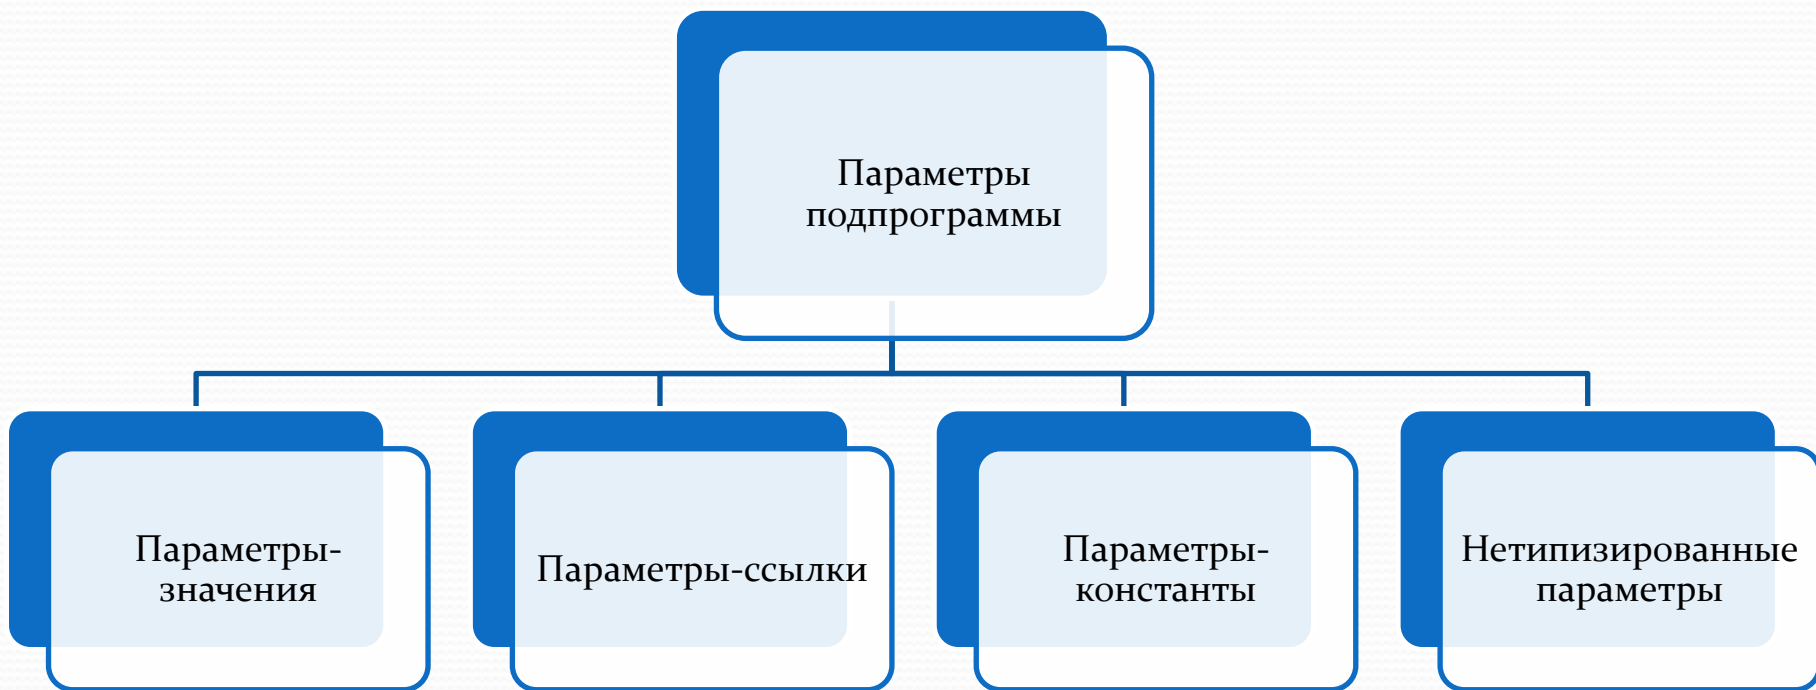 Параметры
подпрограммы
Параметры-
значения
Параметры-ссылки
Параметры-
константы
Нетипизированные
параметры